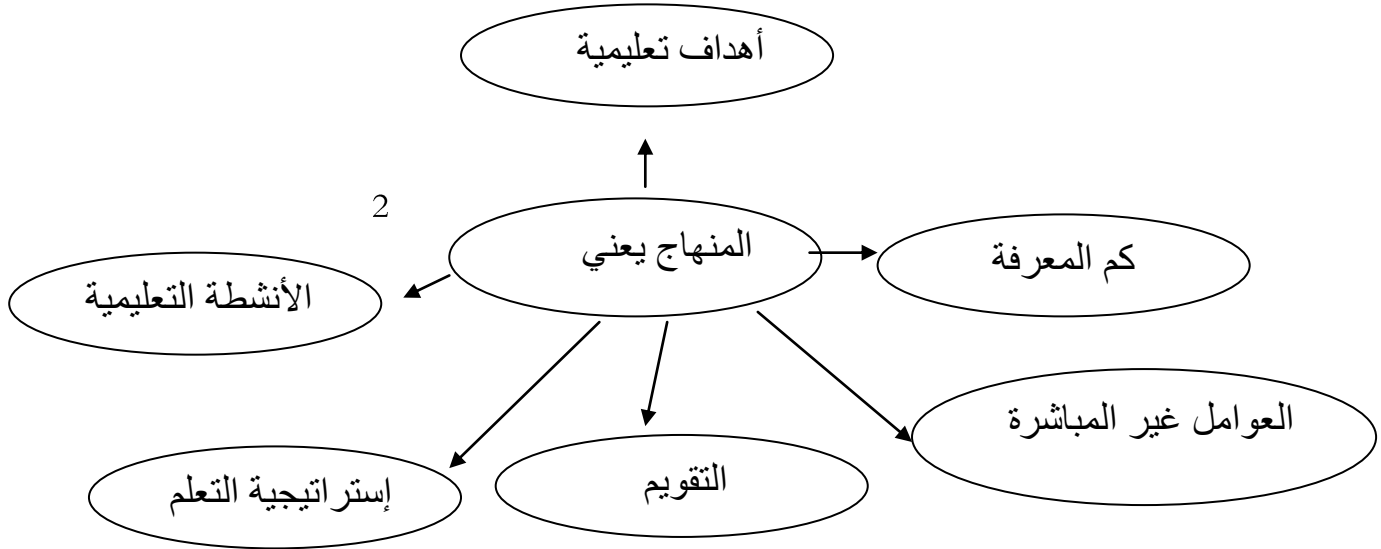 أهداف تعليمية
2
المنهاج يعني
كم المعرفة
الأنشطة التعليمية
العوامل غير المباشرة
التقويم
إستراتيجية التعلم